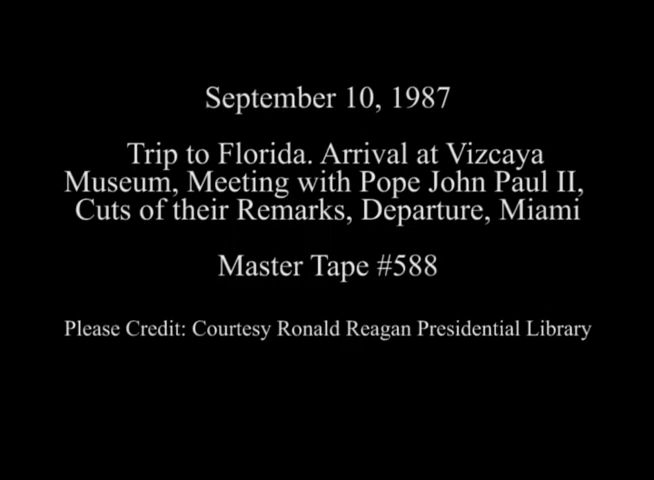 September 10, 1987
Trip to Florida. Arrival at Vizcaya
Museum, Meeting with Pope John Paul II,
Cuts of their Remarks, Departure, Miami
Master Tape #588
Please Credit: Courtesy Ronald Reagan Presidential Library